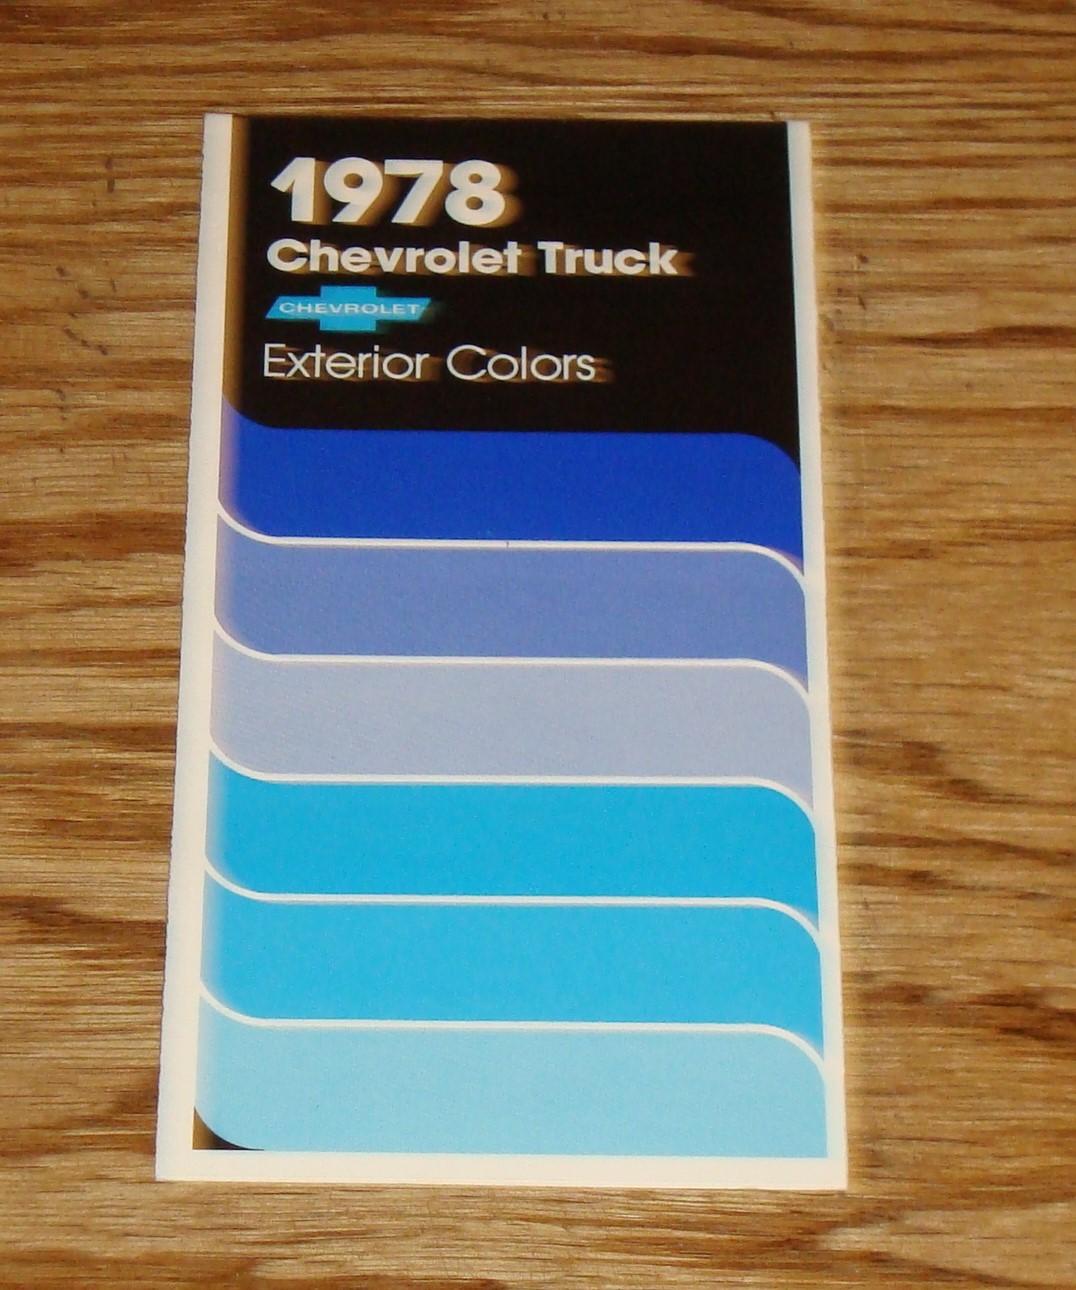 1978
Chevrolet Truck
CHEVROLET
Exterior Colors